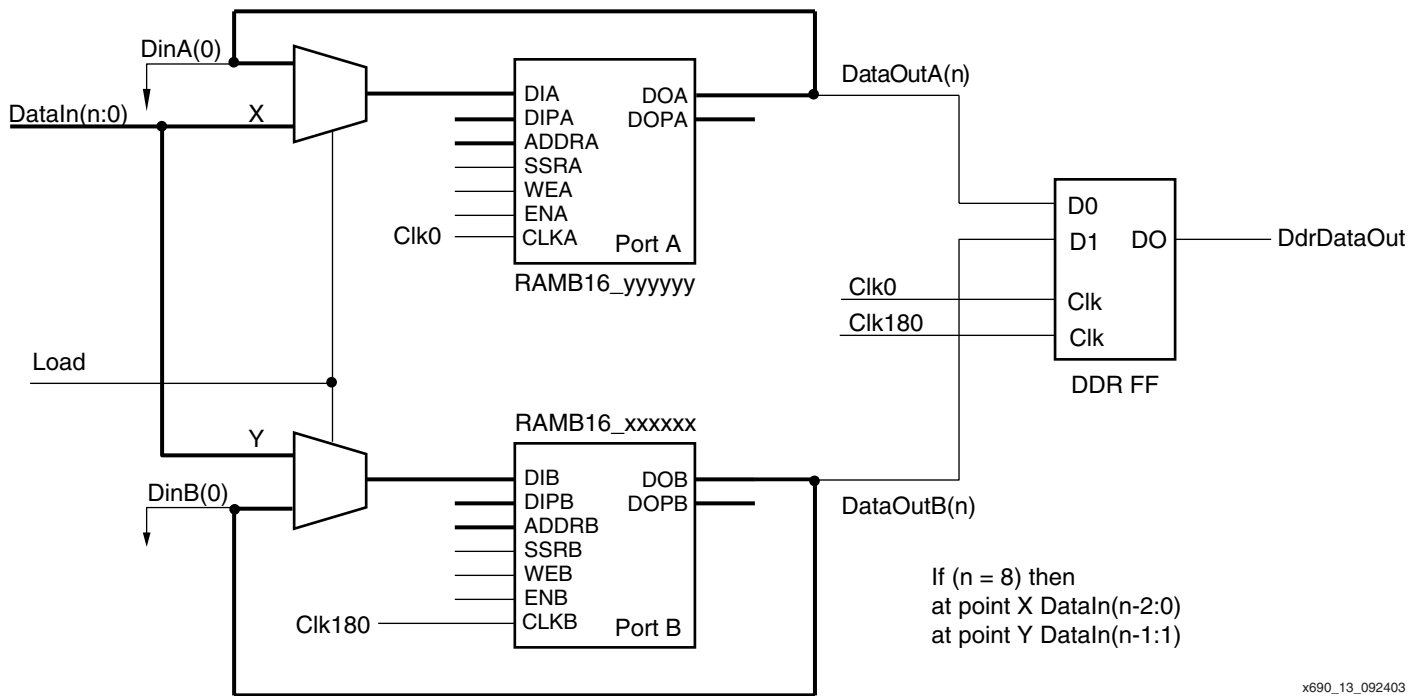 DinA(0)
DataIn(n:0)
X
DIA
DIPA
ADDRA
SSRA
WEA
ENA
CLKA
DOA
DOPA
Port A
Clk0
RAMB16_yyyyyy
DataOutA(n)
D0
D1
DO
Clk
Clk
DdrDataOut
Clk0
Clk180
DDR FF
Load
Y
DinB(0)
RAMB16_xxxxxx
DIB
DIPB
ADDRB
SSRB
WEB
ENB
CLKB
DOB
DOPB
Port B
Clk180
DataOutB(n)
If (n = 8) then
at point X DataIn(n-2:0)
at point Y DataIn(n-1:1)
x690_13_092403